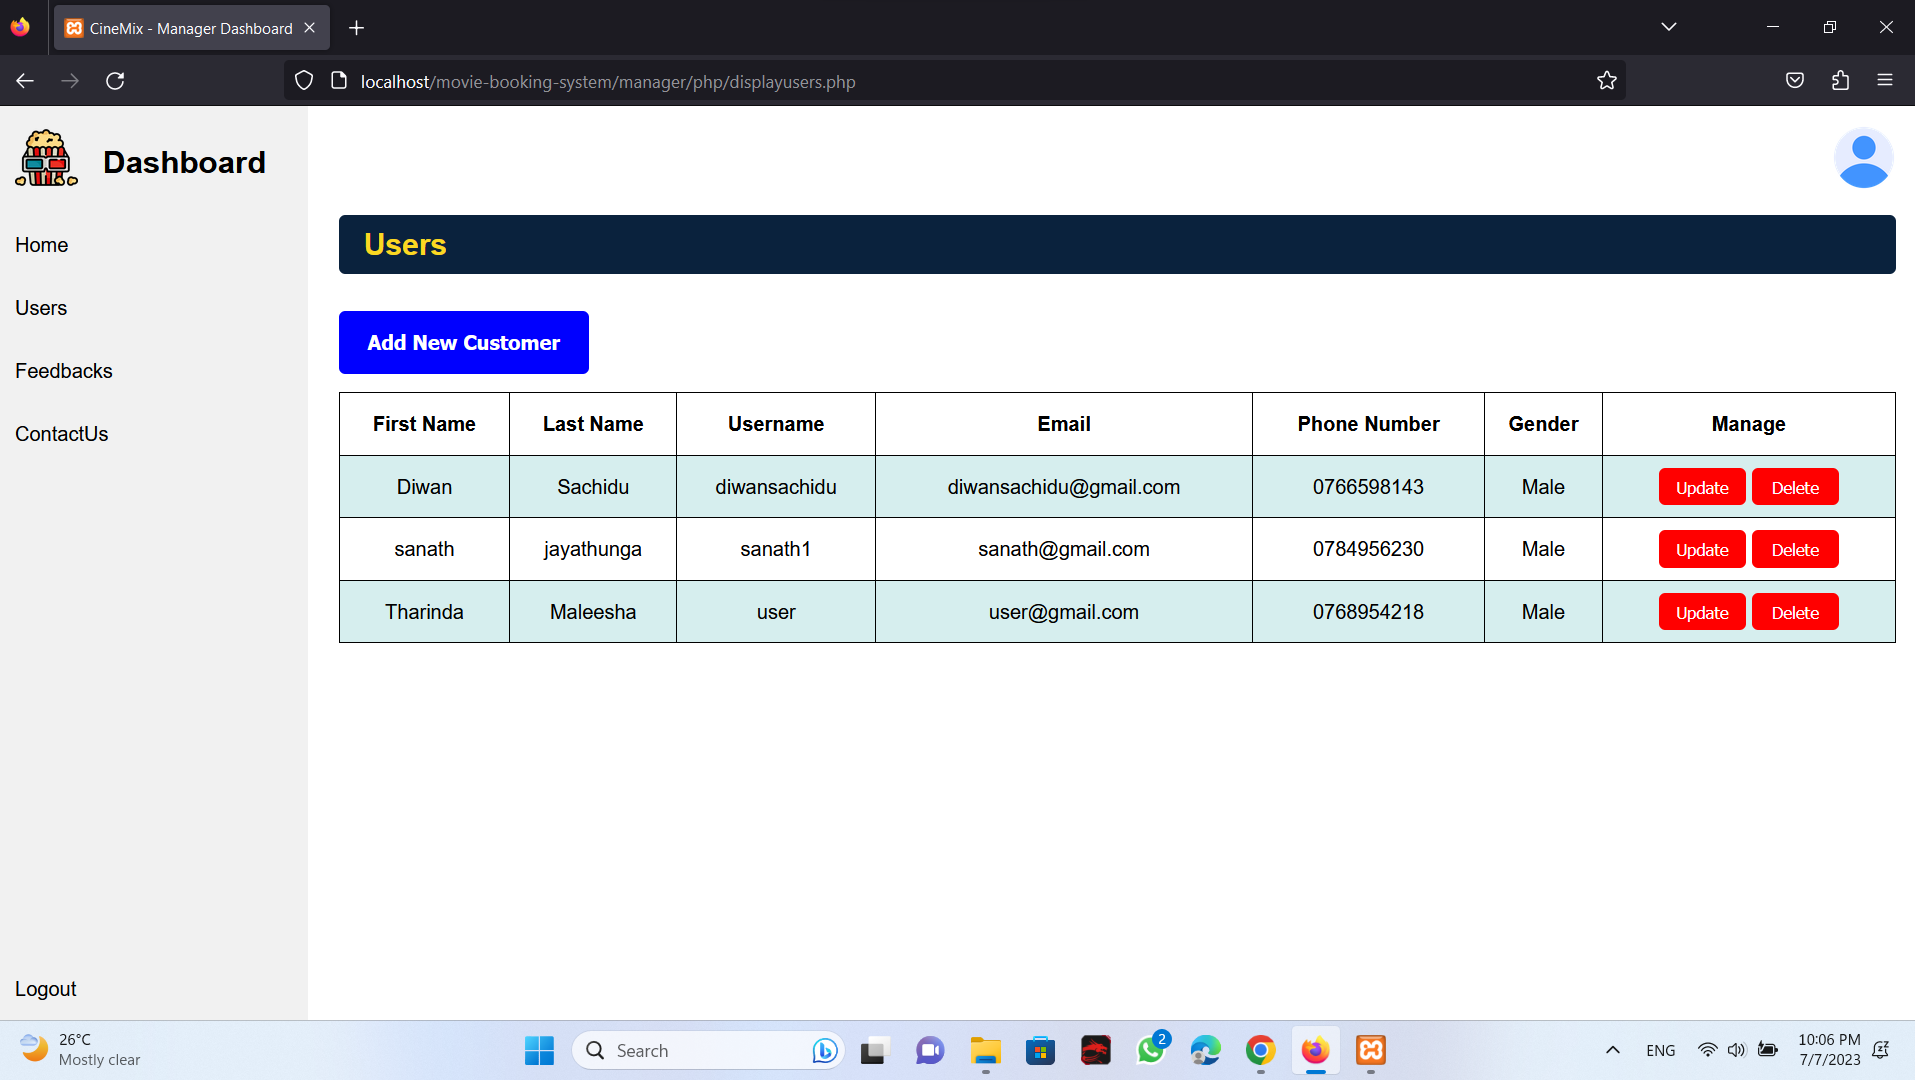 CineMix - Manager Dashboard
localhost/movie-booking-system/manager/php/displayusers.php
Dashboard
Home
Users
Feedbacks
ContactUs
Logout
Users
Add New Customer
First Name Last Name Username Email Phone Number Gender Manage
Diwan Sachidu diwansachidu diwansachidu@gmail.com 0766598143 Male Update Delete
sanath jayathunga sanath1 sanath@gmail.com 0784956230 Male Update Delete
Tharinda Maleesha user user@gmail.com 0768954218 Male Update Delete
26°C
Mostly clear
Search
2
ENG
10:06 PM
7/7/2023